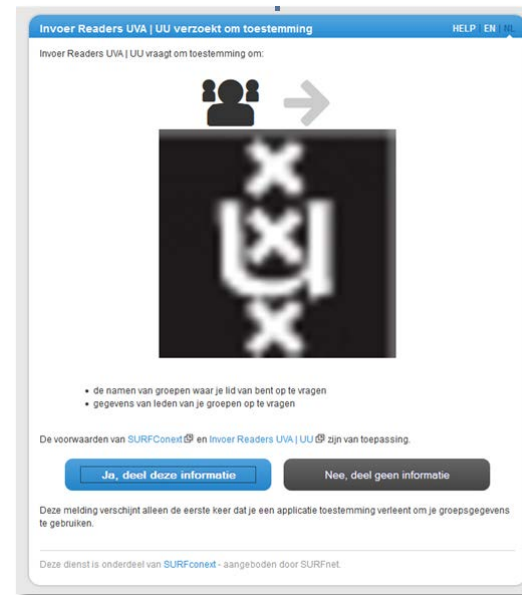 Invoer Readers UVA | UU verzoekt om toestemming
HELP | EN | NL
Invoer Readers UVA | UU vraagt om toestemming om:
• de namen van groepen waar je lid van bent op te vragen
• gegevens van leden van je groepen op te vragen
De voorwaarden van SURFConext en Invoer Readers UVA | UU zijn van toepassing.
Ja, deel deze informatie
Nee, deel geen informatie
Deze melding verschijnt alleen de eerste keer dat je een applicatie toestemming verleent om je groepsgegevens
te gebruiken.
Deze dienst is onderdeel van SURFconext - aangeboden door SURFnet.